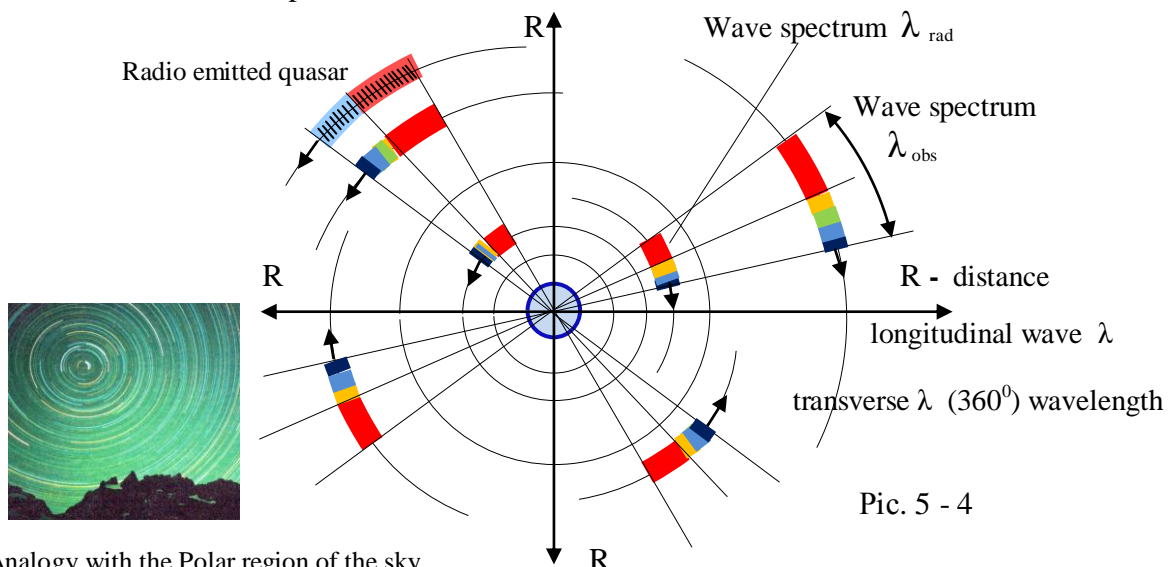 R
Wave spectrum λ rad
Radio emitted quasar
Wave spectrum
λ obs
R
R - distance
longitudinal wave λ
transverse λ (360⁰) wavelength
Pic. 5 - 4
Analogy with the Polar region of the sky
R